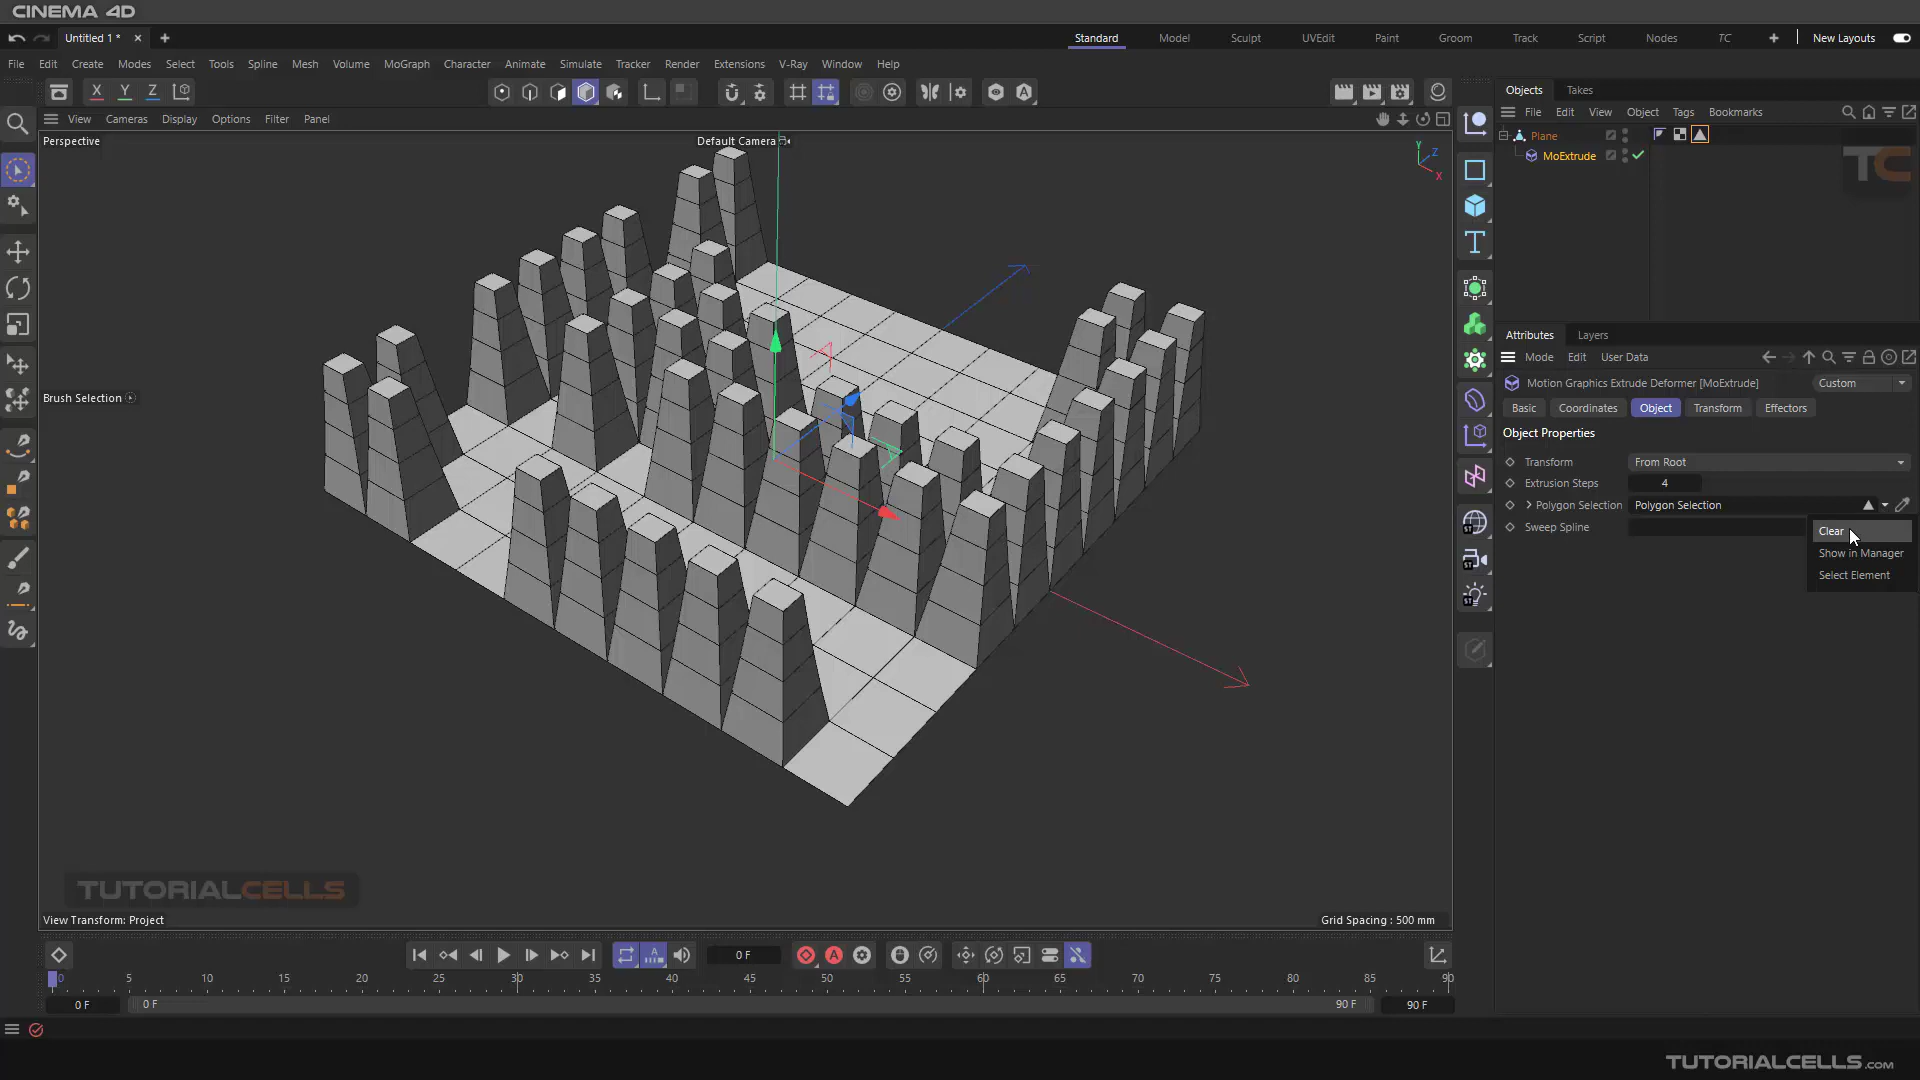 CINEMA 4D
Untitled 1 *
Standard Model Sculpt UVEdit Paint Groom Track Script Nodes TC New Layouts
File Edit Create Modes Select Tools Spline Mesh Volume MoGraph Character Animate Simulate Tracker Render Extensions V-Ray Window Help
X Y Z
View Cameras Display Options Filter Panel
Perspective
Default Camera
Y
Z
X
Brush Selection
TUTORIALCELLS
View Transform: Project
Grid Spacing : 500 mm
Objects Takes
File Edit View Object Tags Bookmarks
Plane
MoExtrude
TC
Attributes Layers
Mode Edit User Data
Motion Graphics Extrude Deformer [MoExtrude]
Custom
Basic Coordinates Object Transform Effectors
Object Properties
Transform From Root
Extrusion Steps 4
Polygon Selection Polygon Selection
Sweep Spline
Clear
Show in Manager
Select Element
ST
ST
ST
0 F
0 5 10 15 20 25 30 35 40 45 50 55 60 65 70 75 80 85 90
0 F 0 F 90 F 90 F
TUTORIALCELLS.com